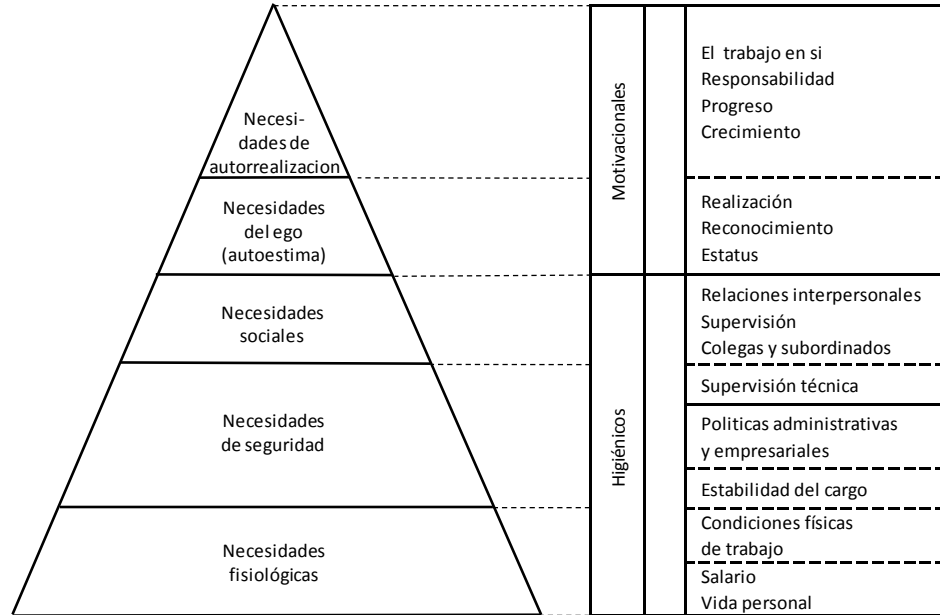 Necesi-
dades de
autorrealizacion
Necesidades
del ego
(autoestima)
Necesidades
sociales
Necesidades
de seguridad
Necesidades
fisiológicas
Motivacionales
Higiénicos
El trabajo en si
Responsabilidad
Progreso
Crecimiento
Realización
Reconocimiento
Estatus
Relaciones interpersonales
Supervisión
Colegas y subordinados
Supervisión técnica
Politicas administrativas
y empresariales
Estabilidad del cargo
Condiciones físicas
de trabajo
Salario
Vida personal